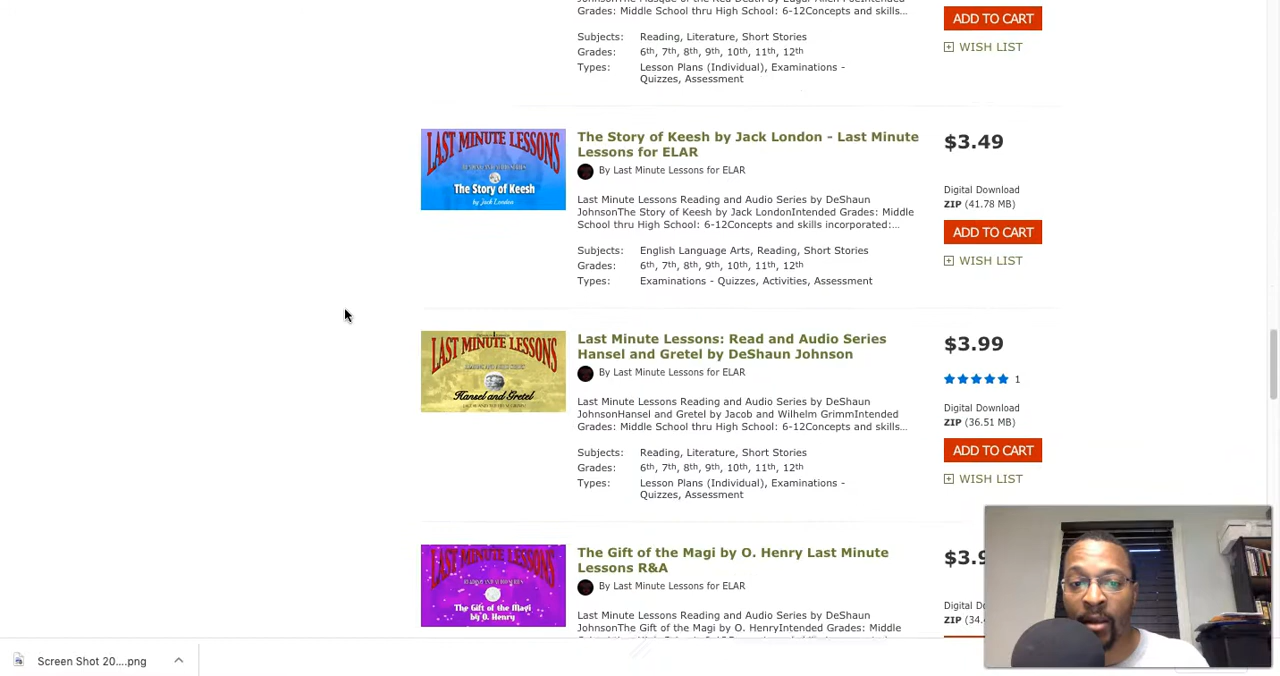 Grades: Middle School thru High School: 6-12Concepts and skills...
Subjects: Reading, Literature, Short Stories
Grades: 6th, 7th, 8th, 9th, 10th, 11th, 12th
Types: Lesson Plans (Individual), Examinations -
Quizzes, Assessment
ADD TO CART
WISH LIST
LAST MINUTE LESSONS
The Story of Keesh
by Jack London
The Story of Keesh by Jack London - Last Minute
Lessons for ELAR
By Last Minute Lessons for ELAR
Last Minute Lessons Reading and Audio Series by DeShaun
JohnsonThe Story of Keesh by Jack LondonIntended Grades: Middle
School thru High School: 6-12Concepts and skills incorporated:...
Subjects: English Language Arts, Reading, Short Stories
Grades: 6th, 7th, 8th, 9th, 10th, 11th, 12th
Types: Examinations - Quizzes, Activities, Assessment
$3.49
Digital Download
ZIP (41.78 MB)
ADD TO CART
WISH LIST
LAST MINUTE LESSONS
Hansel and Gretel
Last Minute Lessons: Read and Audio Series
Hansel and Gretel by DeShaun Johnson
By Last Minute Lessons for ELAR
Last Minute Lessons Reading and Audio Series by DeShaun
JohnsonHansel and Gretel by Jacob and Wilhelm GrimmIntended
Grades: Middle School thru High School: 6-12Concepts and skills...
Subjects: Reading, Literature, Short Stories
Grades: 6th, 7th, 8th, 9th, 10th, 11th, 12th
Types: Lesson Plans (Individual), Examinations -
Quizzes, Assessment
$3.99
1
Digital Download
ZIP (36.51 MB)
ADD TO CART
WISH LIST
LAST MINUTE LESSONS
The Gift of the Magi
by O. Henry
The Gift of the Magi by O. Henry Last Minute
Lessons R&A
By Last Minute Lessons for ELAR
Last Minute Lessons Reading and Audio Series by DeShaun
JohnsonThe Gift of the Magi by O. HenryIntended Grades: Middle
$3.9
Digital Do
ZIP (34.
Screen Shot 20....png